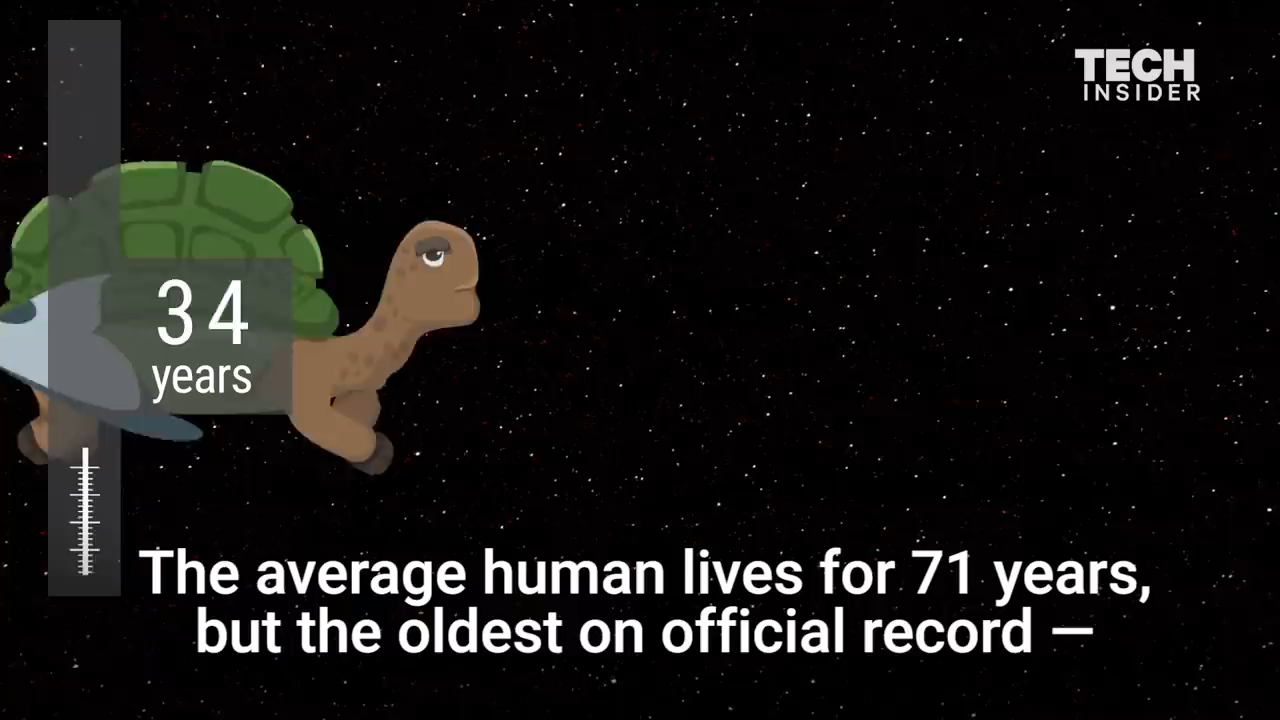 TECH
INSIDER
34
years
The average human lives for 71 years,
but the oldest on official record —